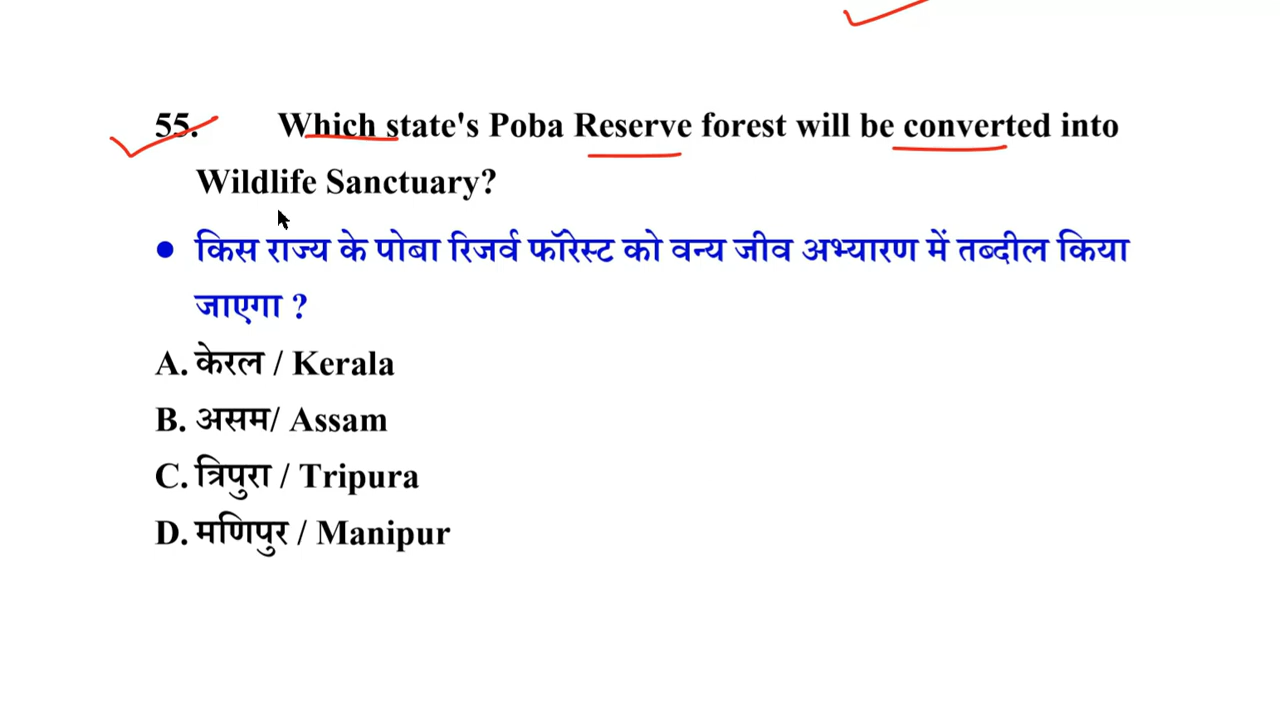 55. Which state's Poba Reserve forest will be converted into
Wildlife Sanctuary?
• किस राज्य के पोबा रिजर्व फॉरेस्ट को वन्य जीव अभ्यारण में तब्दील किया
जाएगा ?
A. केरल / Kerala
B. असम/ Assam
C. त्रिपुरा / Tripura
D. मणिपुर / Manipur